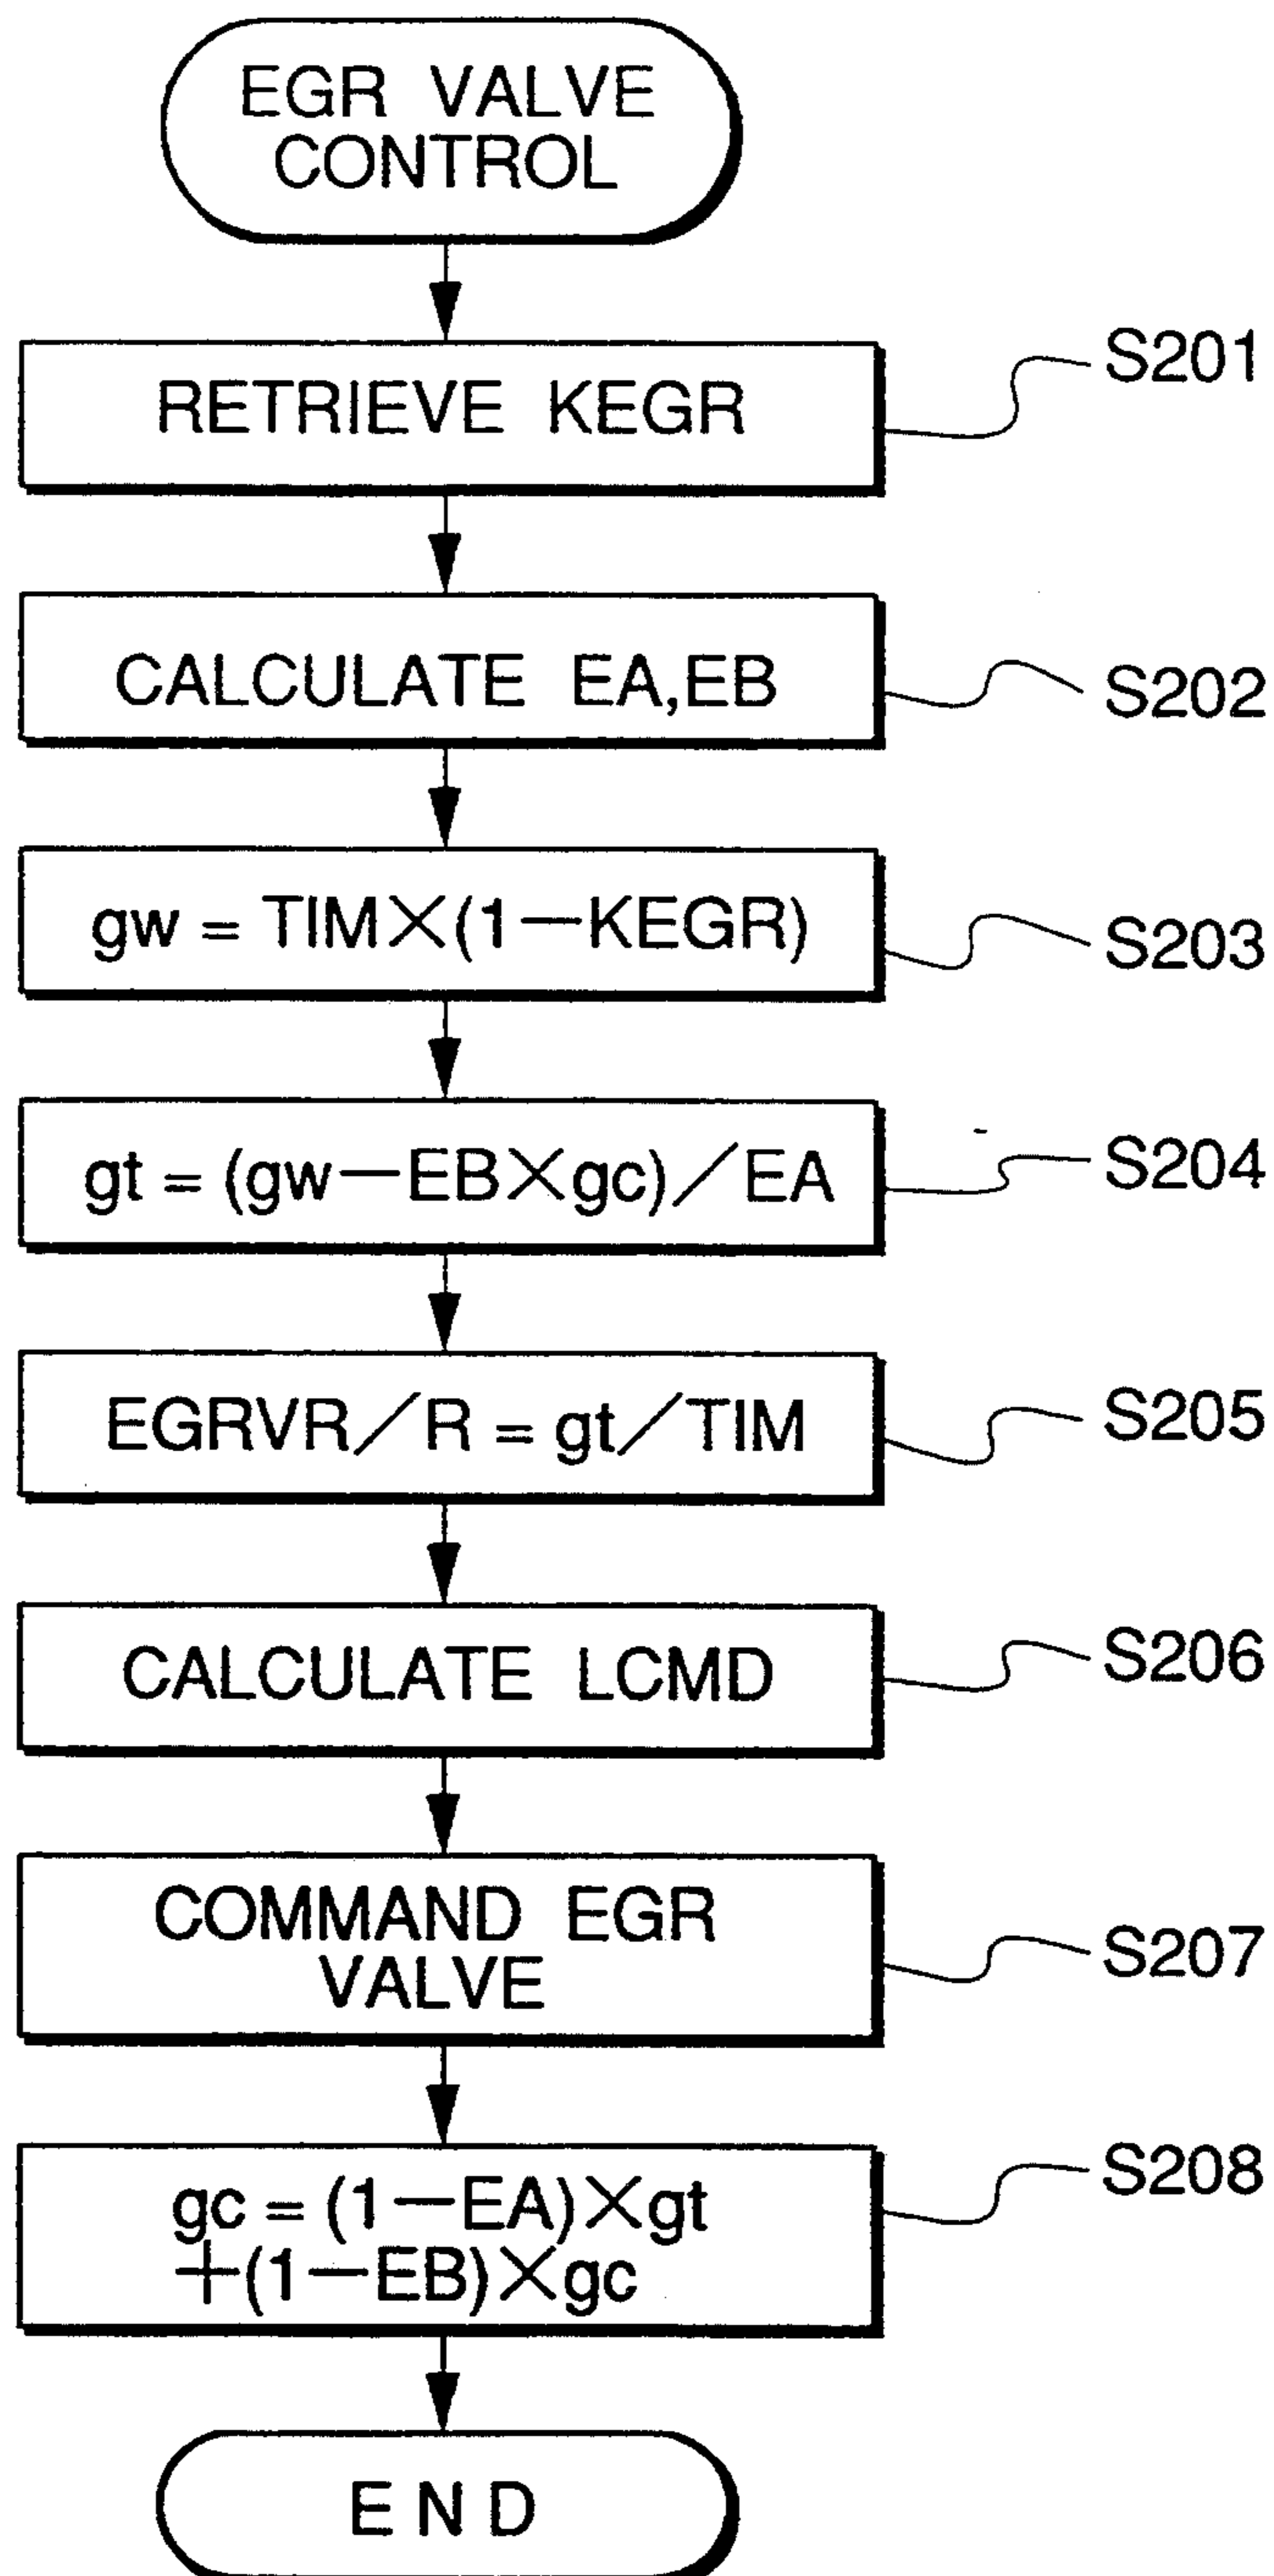 EGR VALVE
CONTROL
RETRIEVE KEGR
S201
CALCULATE EA,EB
S202
gw = TIM×(1−KEGR)
S203
gt = (gw−EB×gc)/EA
S204
EGRVR/R = gt/TIM
S205
CALCULATE LCMD
S206
COMMAND EGR
VALVE
S207
gc = (1−EA)×gt
+(1−EB)×gc
S208
END